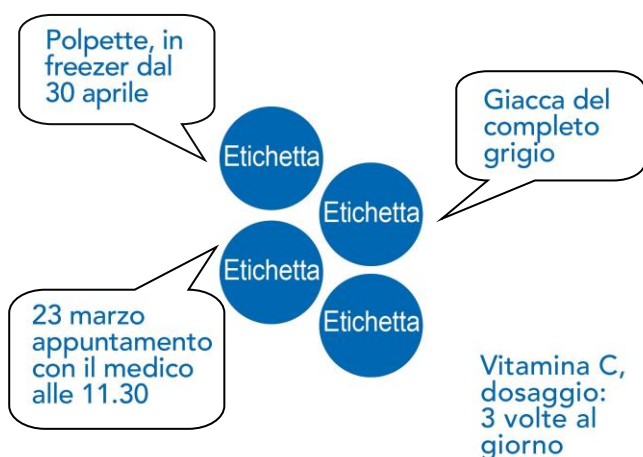 Polpette, in
freezer dal
30 aprile
Giacca del
completo
grigio
Etichetta
Etichetta
Etichetta
Etichetta
23 marzo
appuntamento
con il medico
alle 11.30
Vitamina C,
dosaggio:
3 volte al
giorno